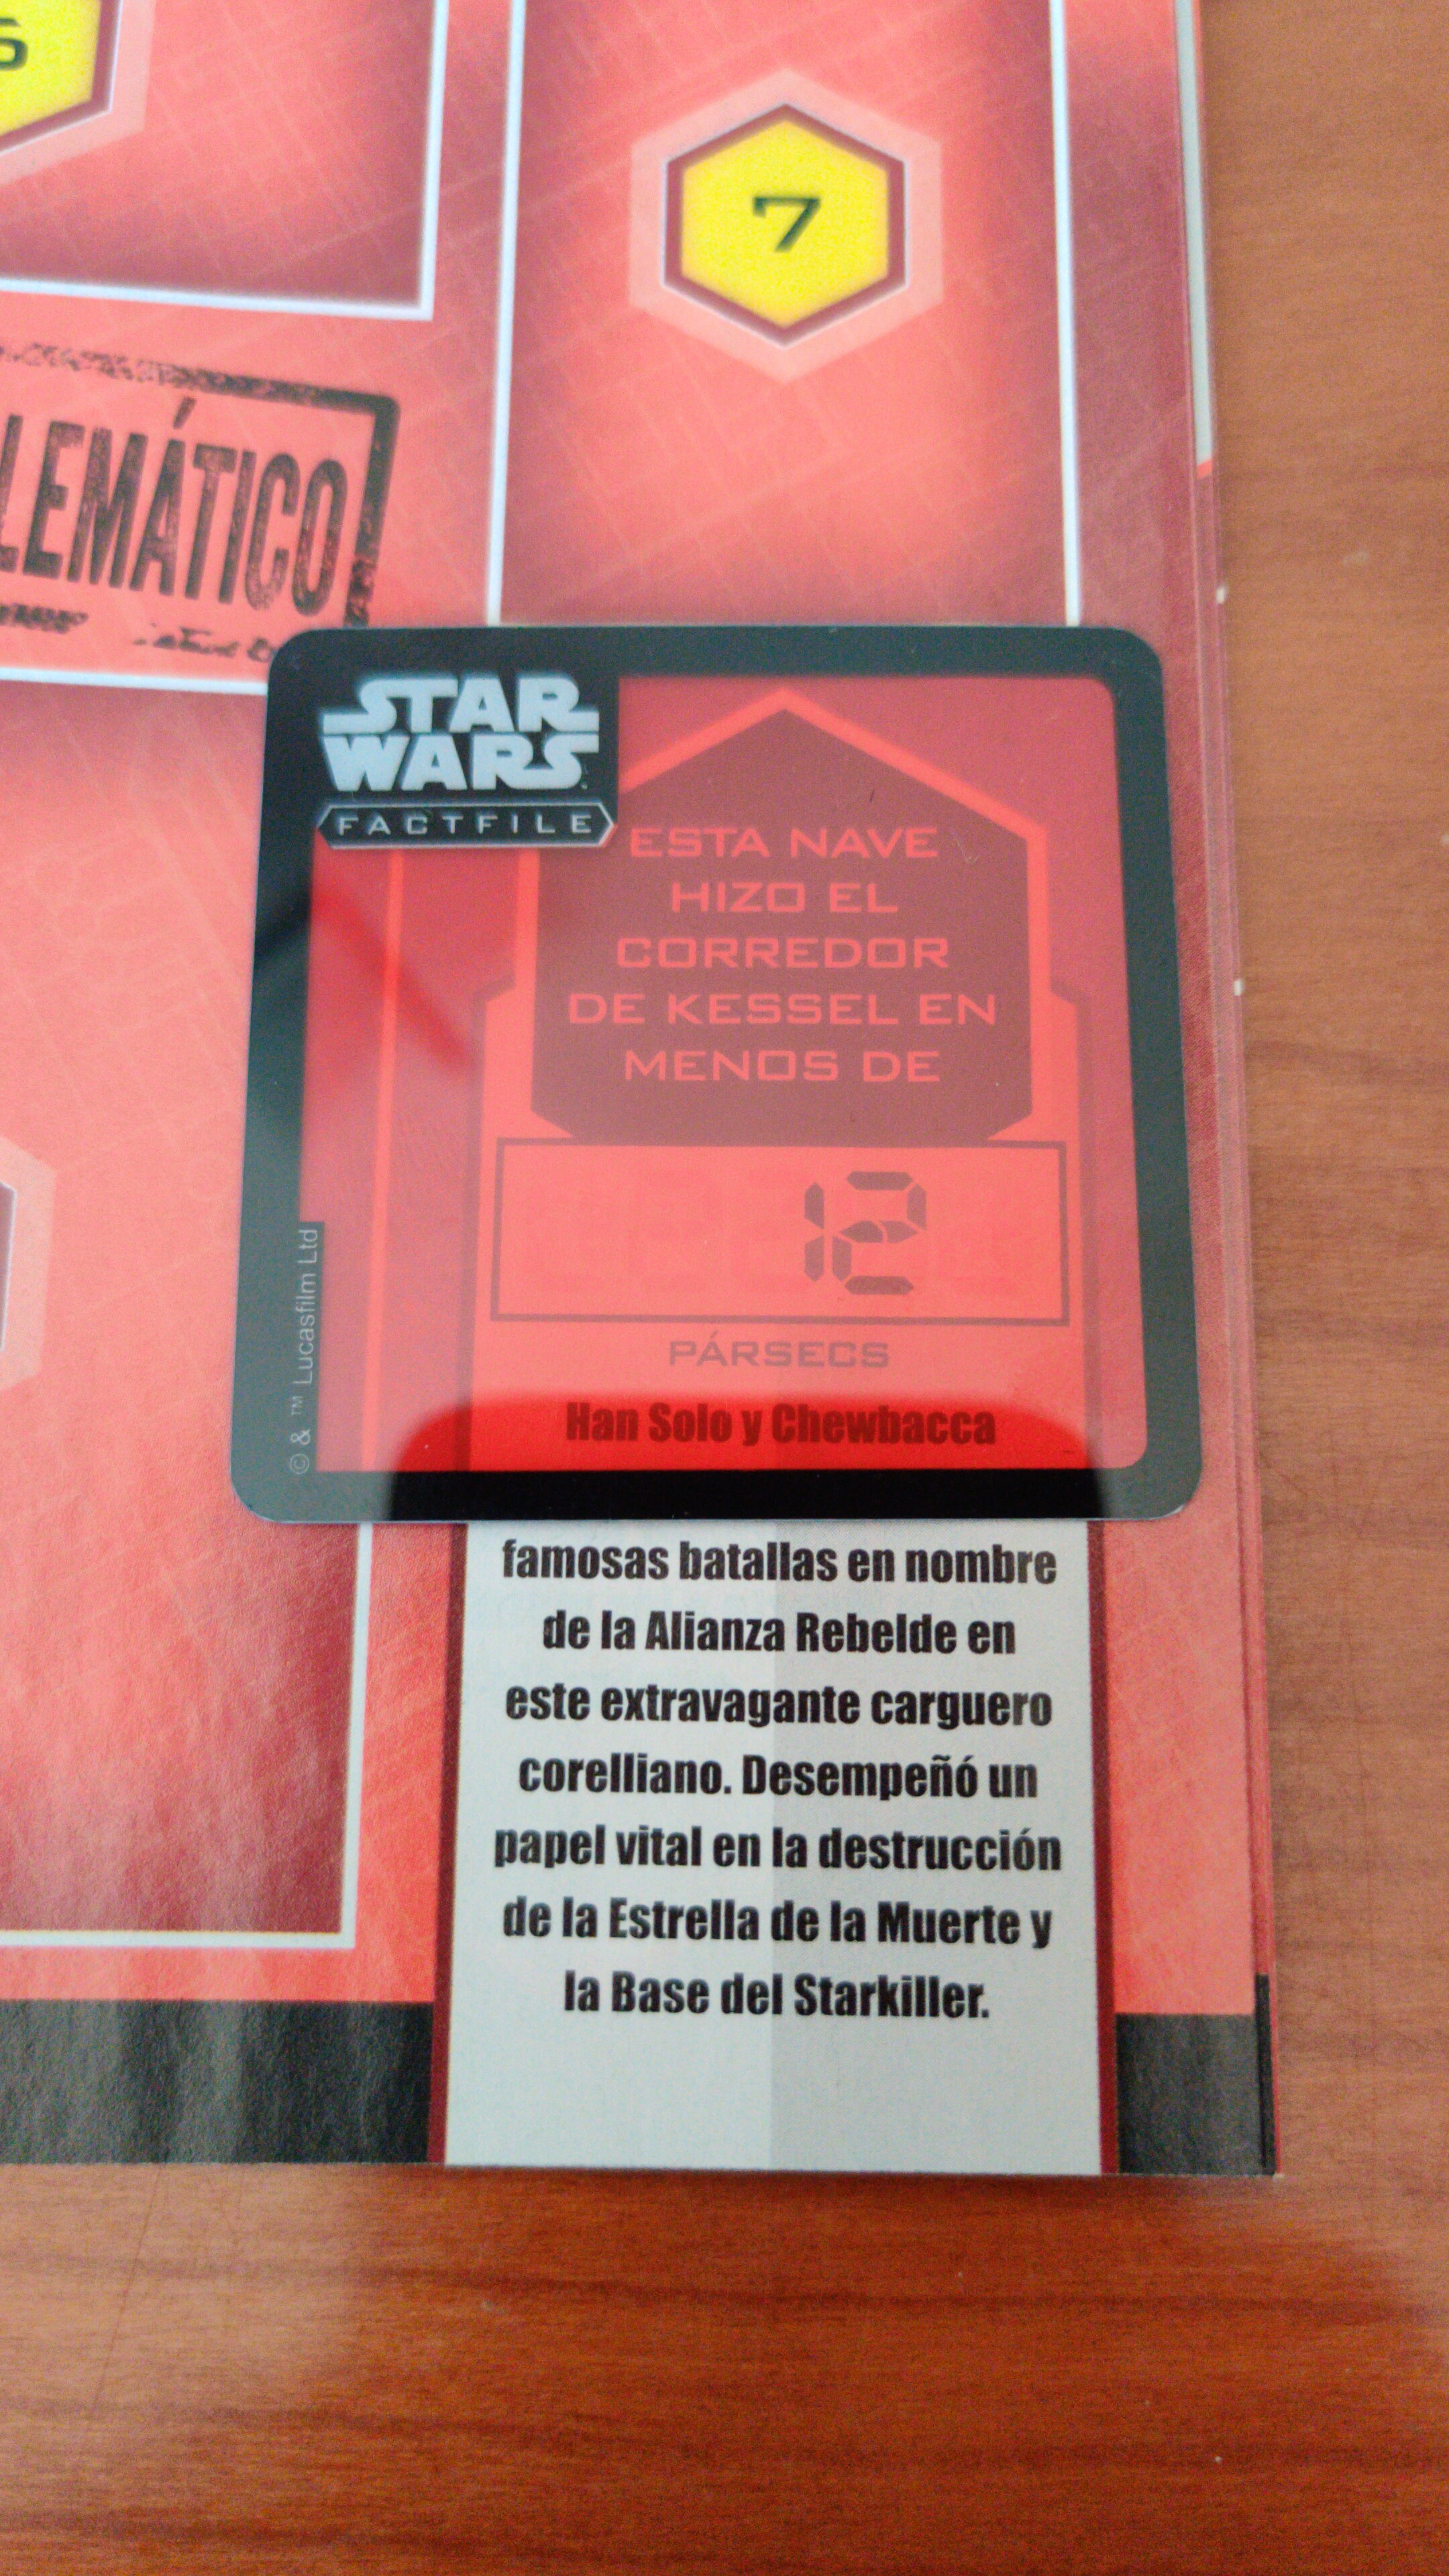 7
STAR
WARS
FACTFILE
ESTA NAVE
HIZO EL
CORREDOR
DE KESSEL EN
MENOS DE
12
PÁRSECS
Han Solo y Chewbacca
© & ™ Lucasfilm Ltd
famosas batallas en nombre
de la Alianza Rebelde en
este extravagante carguero
corelliano. Desempeñó un
papel vital en la destrucción
de la Estrella de la Muerte y
la Base del Starkiller.